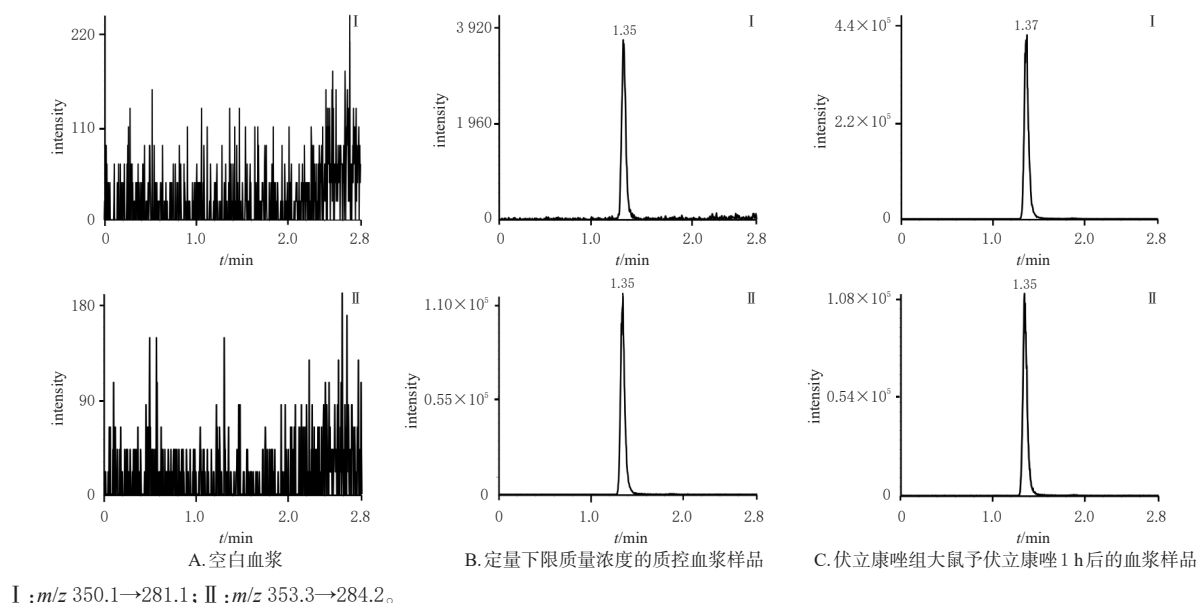 Ⅰ
220
110
0
intensity
0 1.0 2.0 2.8
t/min
Ⅰ
3 920
1 960
0
intensity
1.35
0 1.0 2.0 2.8
t/min
Ⅰ
4.4×10⁵
2.2×10⁵
0
intensity
1.37
0 1.0 2.0 2.8
t/min
Ⅱ
180
90
0
intensity
0 1.0 2.0 2.8
t/min
A.空白血浆
Ⅱ
1.10×10⁵
0.55×10⁵
0
intensity
1.35
0 1.0 2.0 2.8
t/min
B.定量下限质量浓度的质控血浆样品
Ⅱ
1.08×10⁵
0.54×10⁵
0
intensity
1.35
0 1.0 2.0 2.8
t/min
C.伏立康唑组大鼠予伏立康唑1 h后的血浆样品
Ⅰ:m/z 350.1→281.1；Ⅱ:m/z 353.3→284.2。